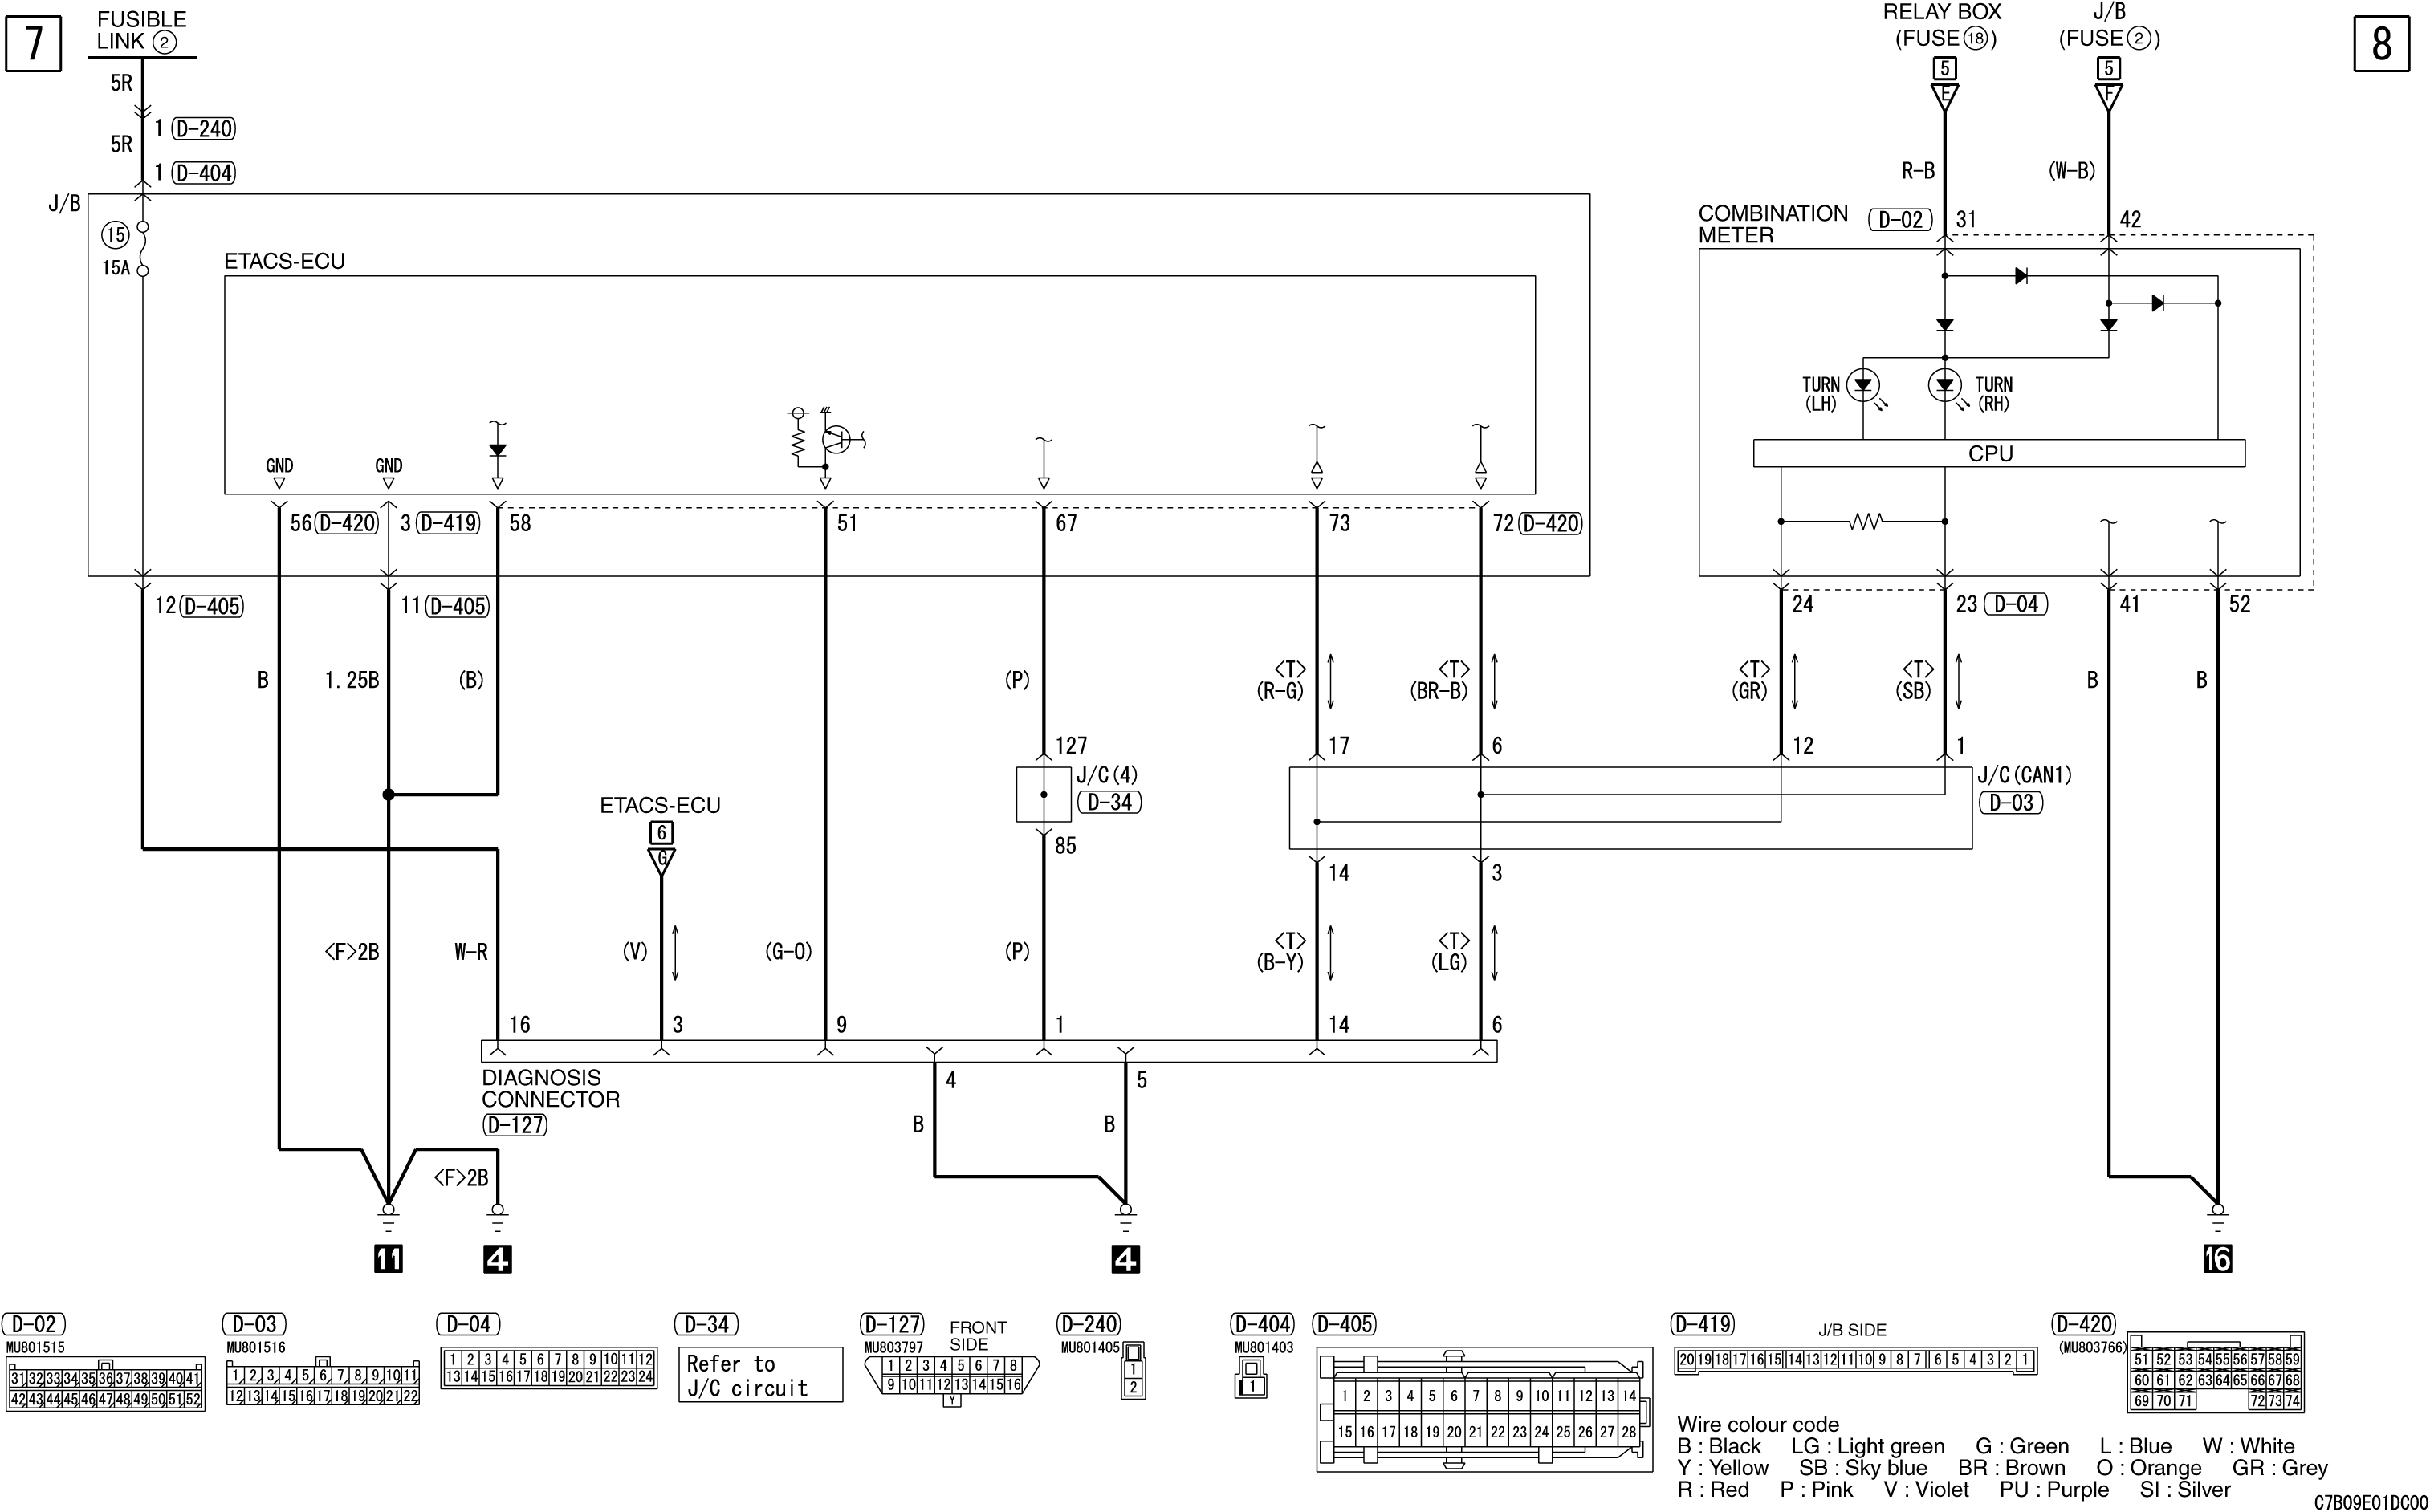 7
FUSIBLE
LINK 2
RELAY BOX
(FUSE 18)
J/B
(FUSE 2)
8
5
5
E
F
5R
1 D-240
5R
1 D-404
R-B
(W-B)
J/B
15
15A
ETACS-ECU
COMBINATION
METER
D-02 31
42
TURN
(LH)
TURN
(RH)
CPU
GND
GND
56 D-420
3 D-419
58
51
67
73
72 D-420
12 D-405
11 D-405
24
23 D-04
41
52
B
1.25B
(B)
(P)
<T>
(R-G)
<T>
(BR-B)
<T>
(GR)
<T>
(SB)
B
B
127
17
6
12
1
J/C(4)
D-34
J/C(CAN1)
D-03
ETACS-ECU
6
G
85
14
3
<F>2B
W-R
(V)
(G-O)
(P)
<T>
(B-Y)
<T>
(LG)
16
3
9
1
14
6
DIAGNOSIS
CONNECTOR
D-127
4
5
B
B
<F>2B
11
4
4
16
D-02
MU801515
31 32 33 34 35 36 37 38 39 40 41
42 43 44 45 46 47 48 49 50 51 52
D-03
MU801516
1 2 3 4 5 6 7 8 9 10 11
12 13 14 15 16 17 18 19 20 21 22
D-04
1 2 3 4 5 6 7 8 9 10 11 12
13 14 15 16 17 18 19 20 21 22 23 24
D-34
Refer to
J/C circuit
D-127
MU803797
FRONT
SIDE
1 2 3 4 5 6 7 8
9 10 11 12 13 14 15 16
Y
D-240
MU801405
1
2
D-404
MU801403
1
D-405
1 2 3 4 5 6 7 8 9 10 11 12 13 14
15 16 17 18 19 20 21 22 23 24 25 26 27 28
D-419
J/B SIDE
20 19 18 17 16 15 14 13 12 11 10 9 8 7 6 5 4 3 2 1
D-420
(MU803766)
51 52 53 54 55 56 57 58 59
60 61 62 63 64 65 66 67 68
69 70 71 72 73 74
Wire colour code
B : Black LG : Light green G : Green L : Blue W : White
Y : Yellow SB : Sky blue BR : Brown O : Orange GR : Grey
R : Red P : Pink V : Violet PU : Purple SI : Silver
C7B09E01DC00